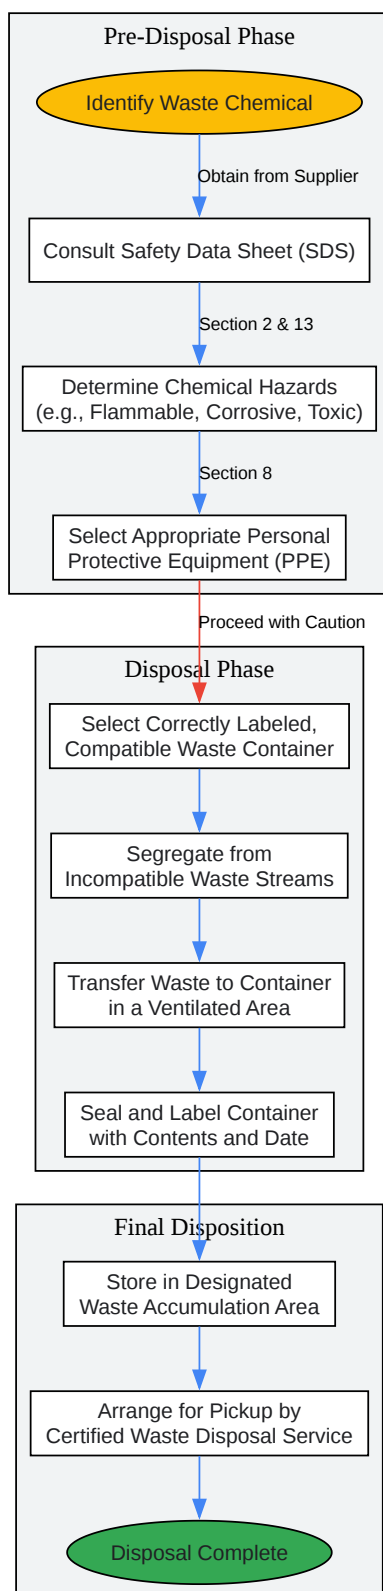 Pre-Disposal Phase
Identify Waste Chemical
Obtain from Supplier
Consult Safety Data Sheet (SDS)
Section 2 & 13
Determine Chemical Hazards
(e.g., Flammable, Corrosive, Toxic)
Section 8
Select Appropriate Personal
Protective Equipment (PPE)
Proceed with Caution
Disposal Phase
Select Correctly Labeled,
Compatible Waste Container
Segregate from
Incompatible Waste Streams
Transfer Waste to Container
in a Ventilated Area
Seal and Label Container
with Contents and Date
Final Disposition
Store in Designated
Waste Accumulation Area
Arrange for Pickup by
Certified Waste Disposal Service
Disposal Complete